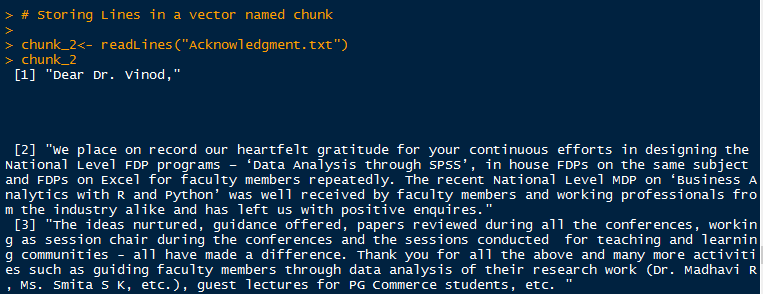 > # Storing Lines in a vector named chunk
>
> chunk_2<- readLines("Acknowledgment.txt")
> chunk_2
 [1] "Dear Dr. Vinod,"
 [2] "We place on record our heartfelt gratitude for your continuous efforts in designing the
National Level FDP programs – ‘Data Analysis through SPSS’, in house FDPs on the same subject
and FDPs on Excel for faculty members repeatedly. The recent National Level MDP on ‘Business A
nalytics with R and Python’ was well received by faculty members and working professionals fro
m the industry alike and has left us with positive enquires."
 [3] "The ideas nurtured, guidance offered, papers reviewed during all the conferences, workin
g as session chair during the conferences and the sessions conducted  for teaching and learnin
g communities – all have made a difference. Thank you for all the above and many more activiti
es such as guiding faculty members through data analysis of their research work (Dr. Madhavi R
, Ms. Smita S K, etc.), guest lectures for PG Commerce students, etc. "